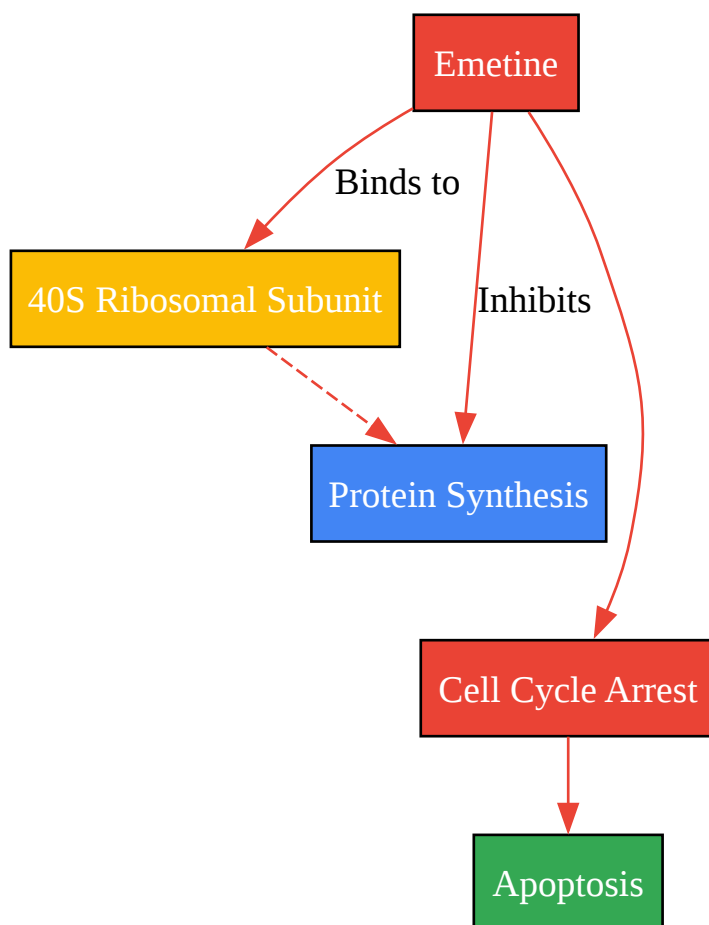 Emetine
Binds to
40S Ribosomal Subunit
Inhibits
Protein Synthesis
Cell Cycle Arrest
Apoptosis